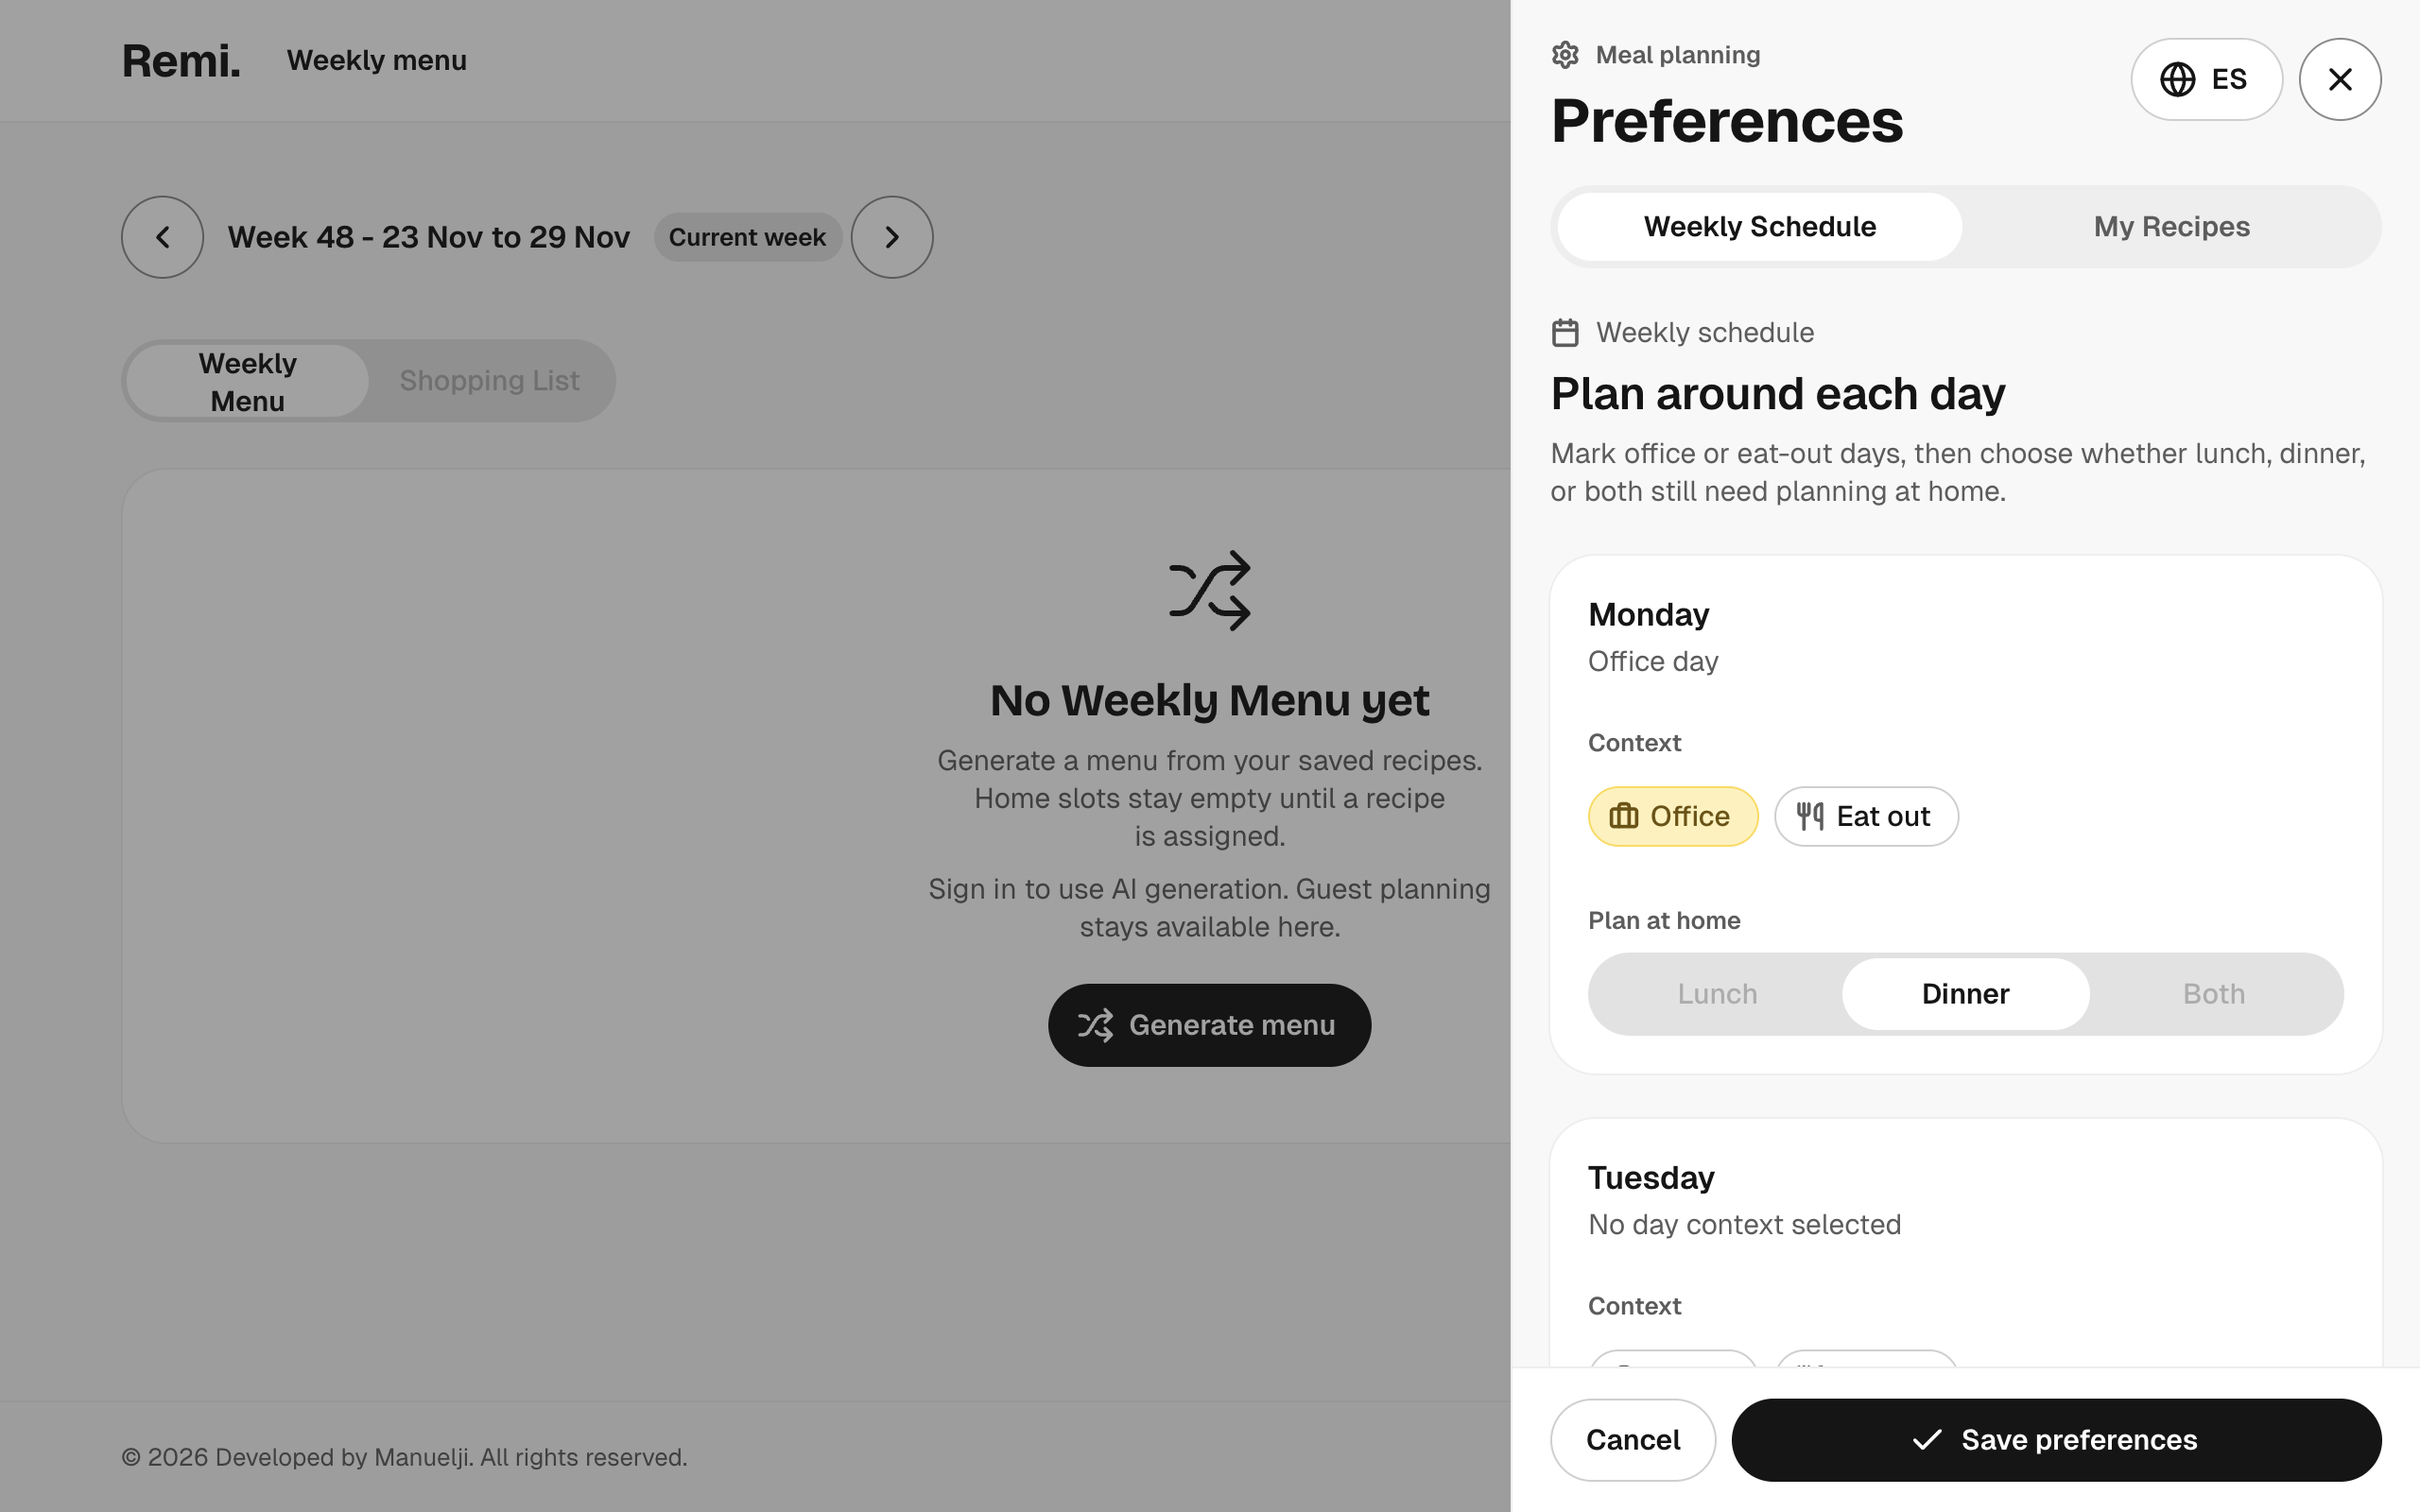 Remi.
Weekly menu
Week 48 - 23 Nov to 29 Nov
Current week
Weekly
Menu
Shopping List
No Weekly Menu yet
Generate a menu from your saved recipes.
Home slots stay empty until a recipe
is assigned.
Sign in to use AI generation. Guest planning
stays available here.
Generate menu
© 2026 Developed by Manuelji. All rights reserved.
Meal planning
Preferences
ES
Weekly Schedule
My Recipes
Weekly schedule
Plan around each day
Mark office or eat-out days, then choose whether lunch, dinner,
or both still need planning at home.
Monday
Office day
Context
Office
Eat out
Plan at home
Lunch
Dinner
Both
Tuesday
No day context selected
Context
Cancel
Save preferences